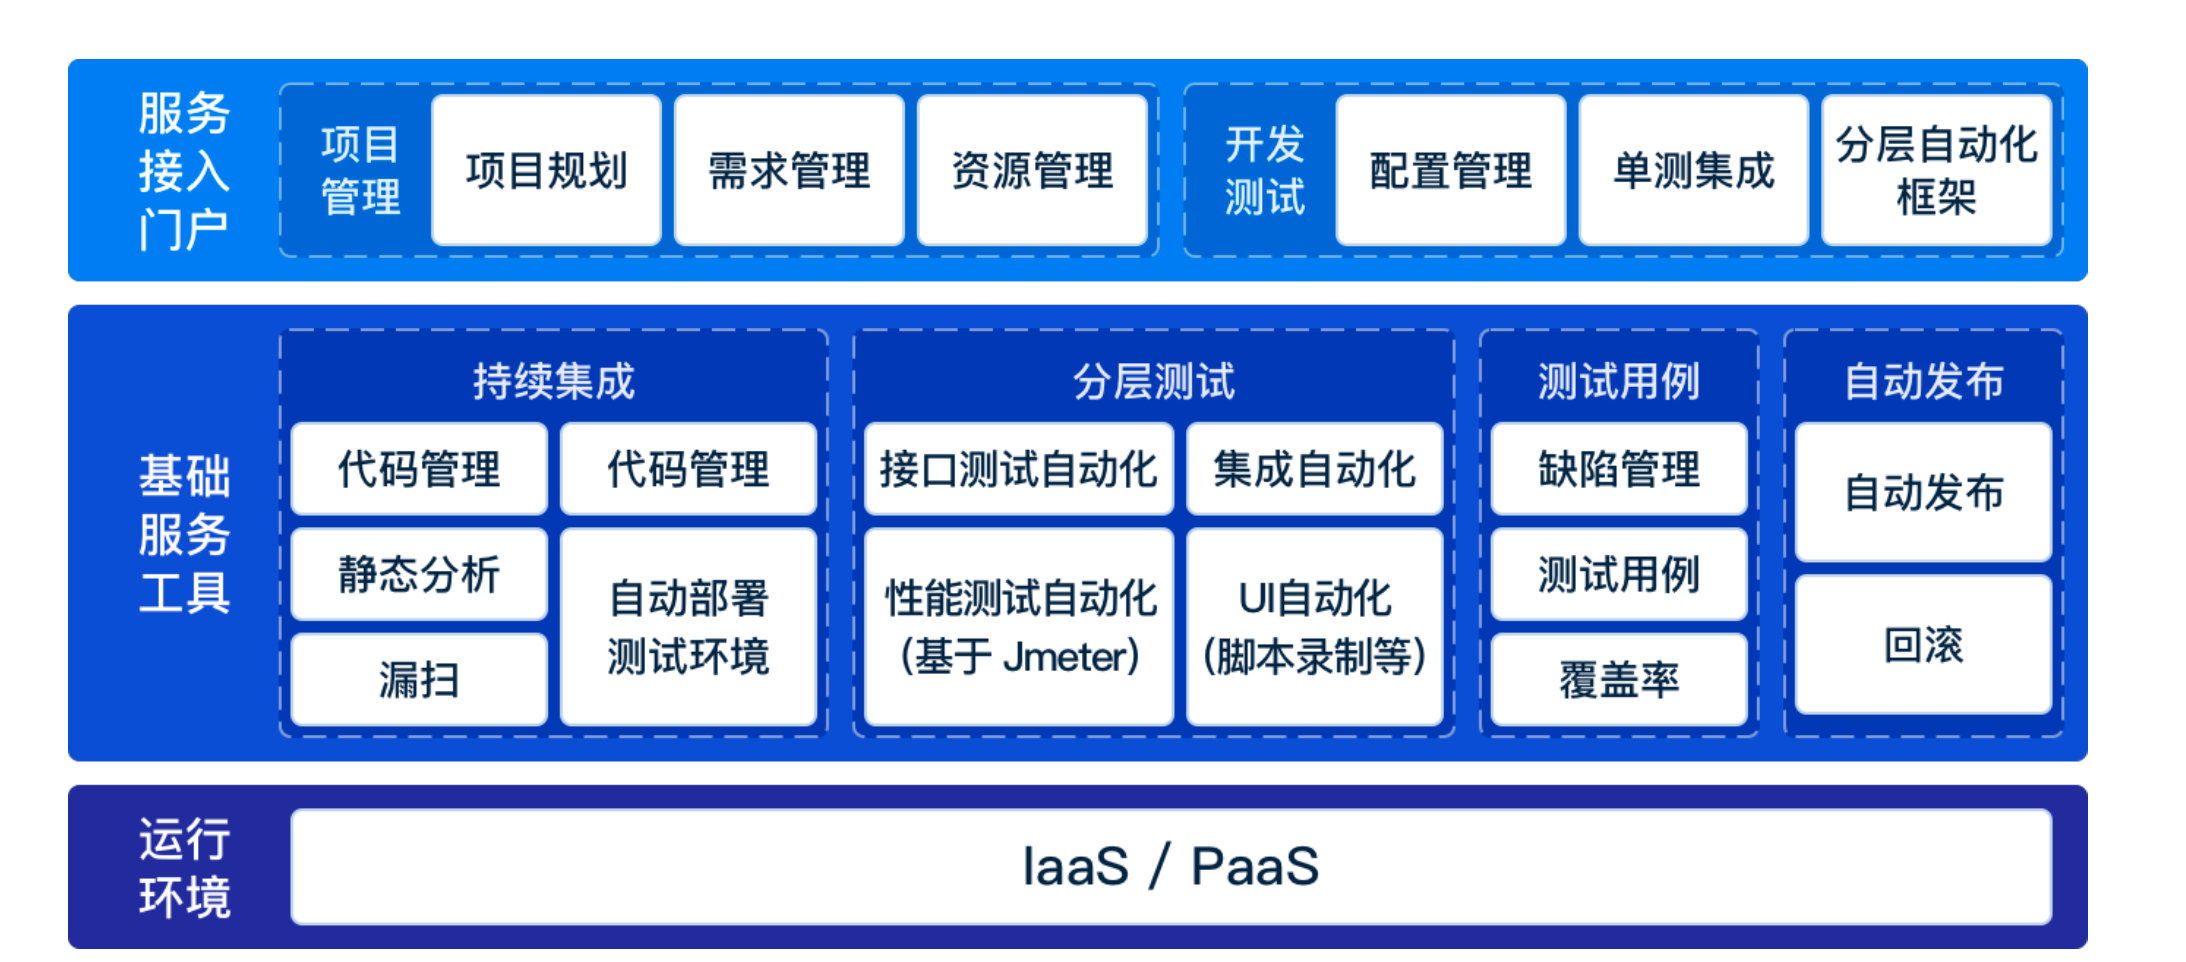 服务
接入
门户
项目
管理
项目规划
需求管理
资源管理
开发
测试
配置管理
单测集成
分层自动化
框架
基础
服务
工具
持续集成
代码管理
代码管理
静态分析
自动部署
测试环境
漏扫
分层测试
接口测试自动化
集成自动化
性能测试自动化
(基于 Jmeter)
UI自动化
(脚本录制等)
测试用例
缺陷管理
测试用例
覆盖率
自动发布
自动发布
回滚
运行
环境
IaaS / PaaS